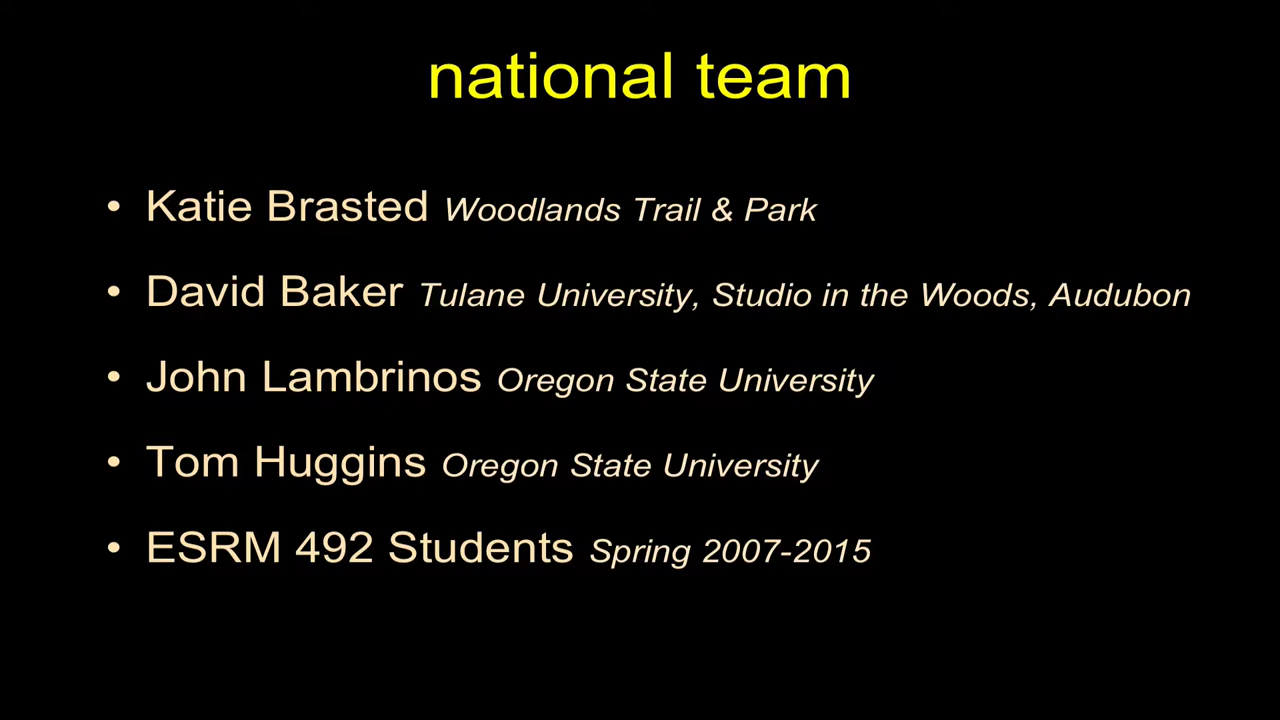 national team
• Katie Brasted Woodlands Trail & Park
• David Baker Tulane University, Studio in the Woods, Audubon
• John Lambrinos Oregon State University
• Tom Huggins Oregon State University
• ESRM 492 Students Spring 2007-2015